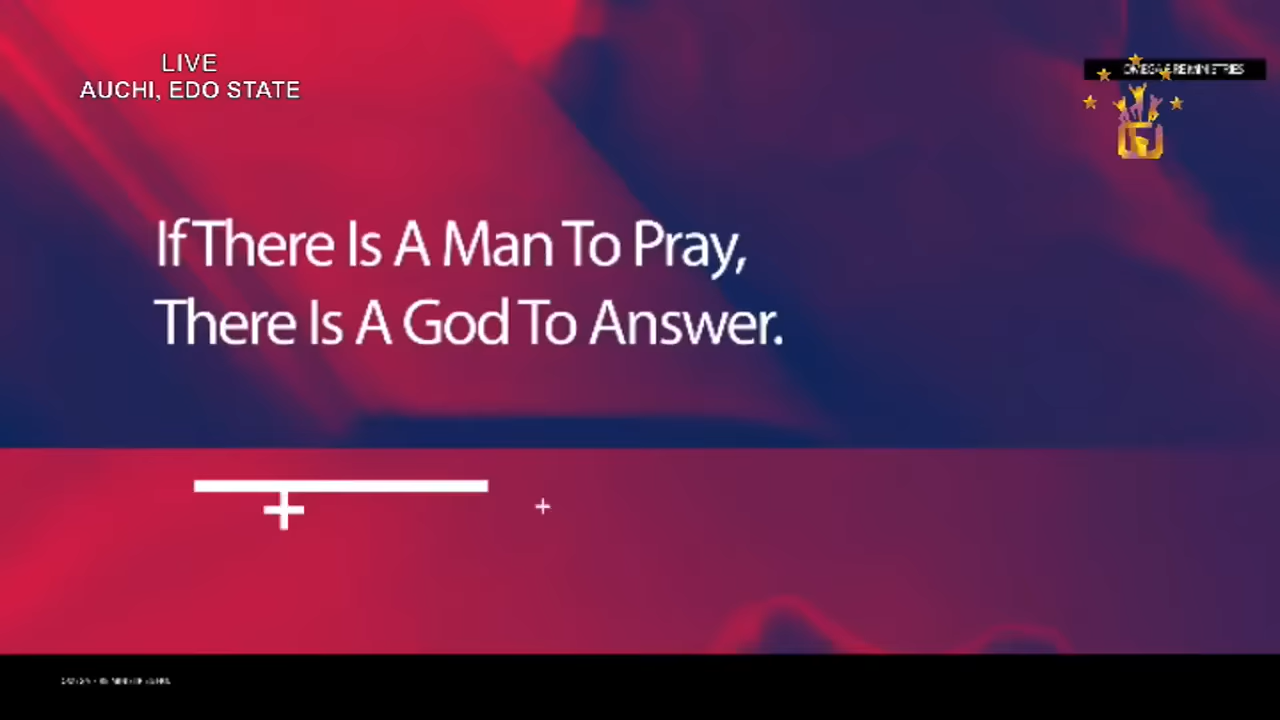 LIVE
AUCHI, EDO STATE
If There Is A Man To Pray,
There Is A God To Answer.